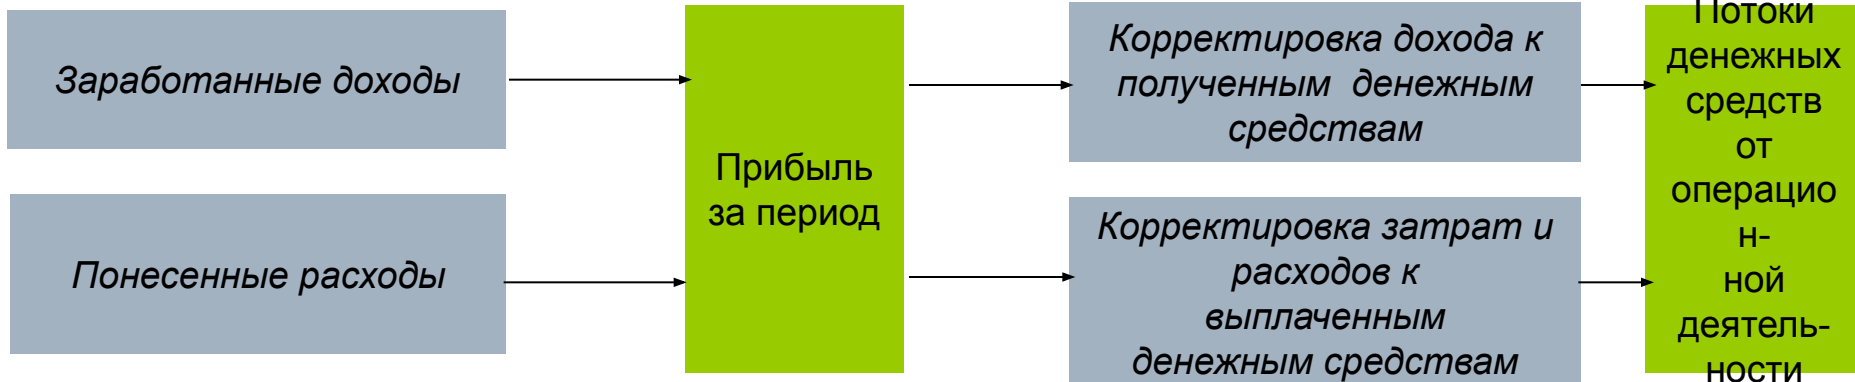 Заработанные доходы
Понесенные расходы
Прибыль
за период
Корректировка дохода к
полученным денежным
средствам
Корректировка затрат и
расходов к
выплаченным
денежным средствам
Потоки
денежных
средств
от
операцио
н-
ной
деятель-
ности